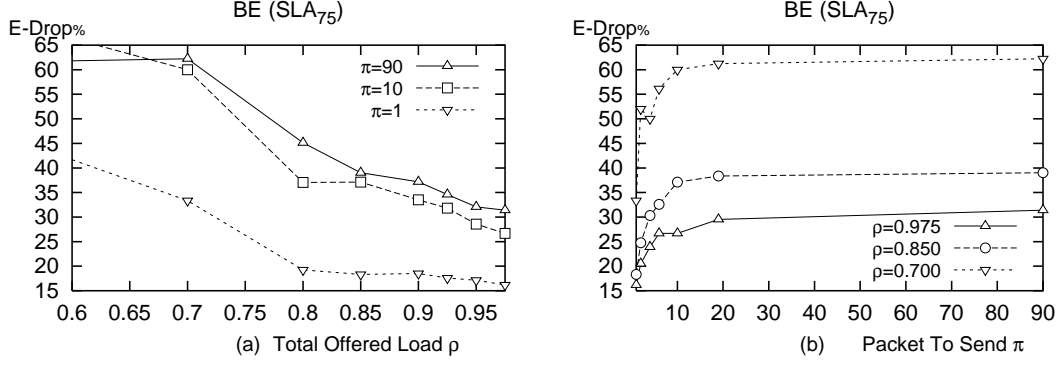 BE (SLA75)
E-Drop%
65
60
55
50
45
40
35
30
25
20
15
π=90
π=10
π=1
0.6 0.65 0.7 0.75 0.8 0.85 0.9 0.95
(a) Total Offered Load ρ
BE (SLA75)
E-Drop%
65
60
55
50
45
40
35
30
25
20
15
ρ=0.975
ρ=0.850
ρ=0.700
10 20 30 40 50 60 70 80 90
(b) Packet To Send π